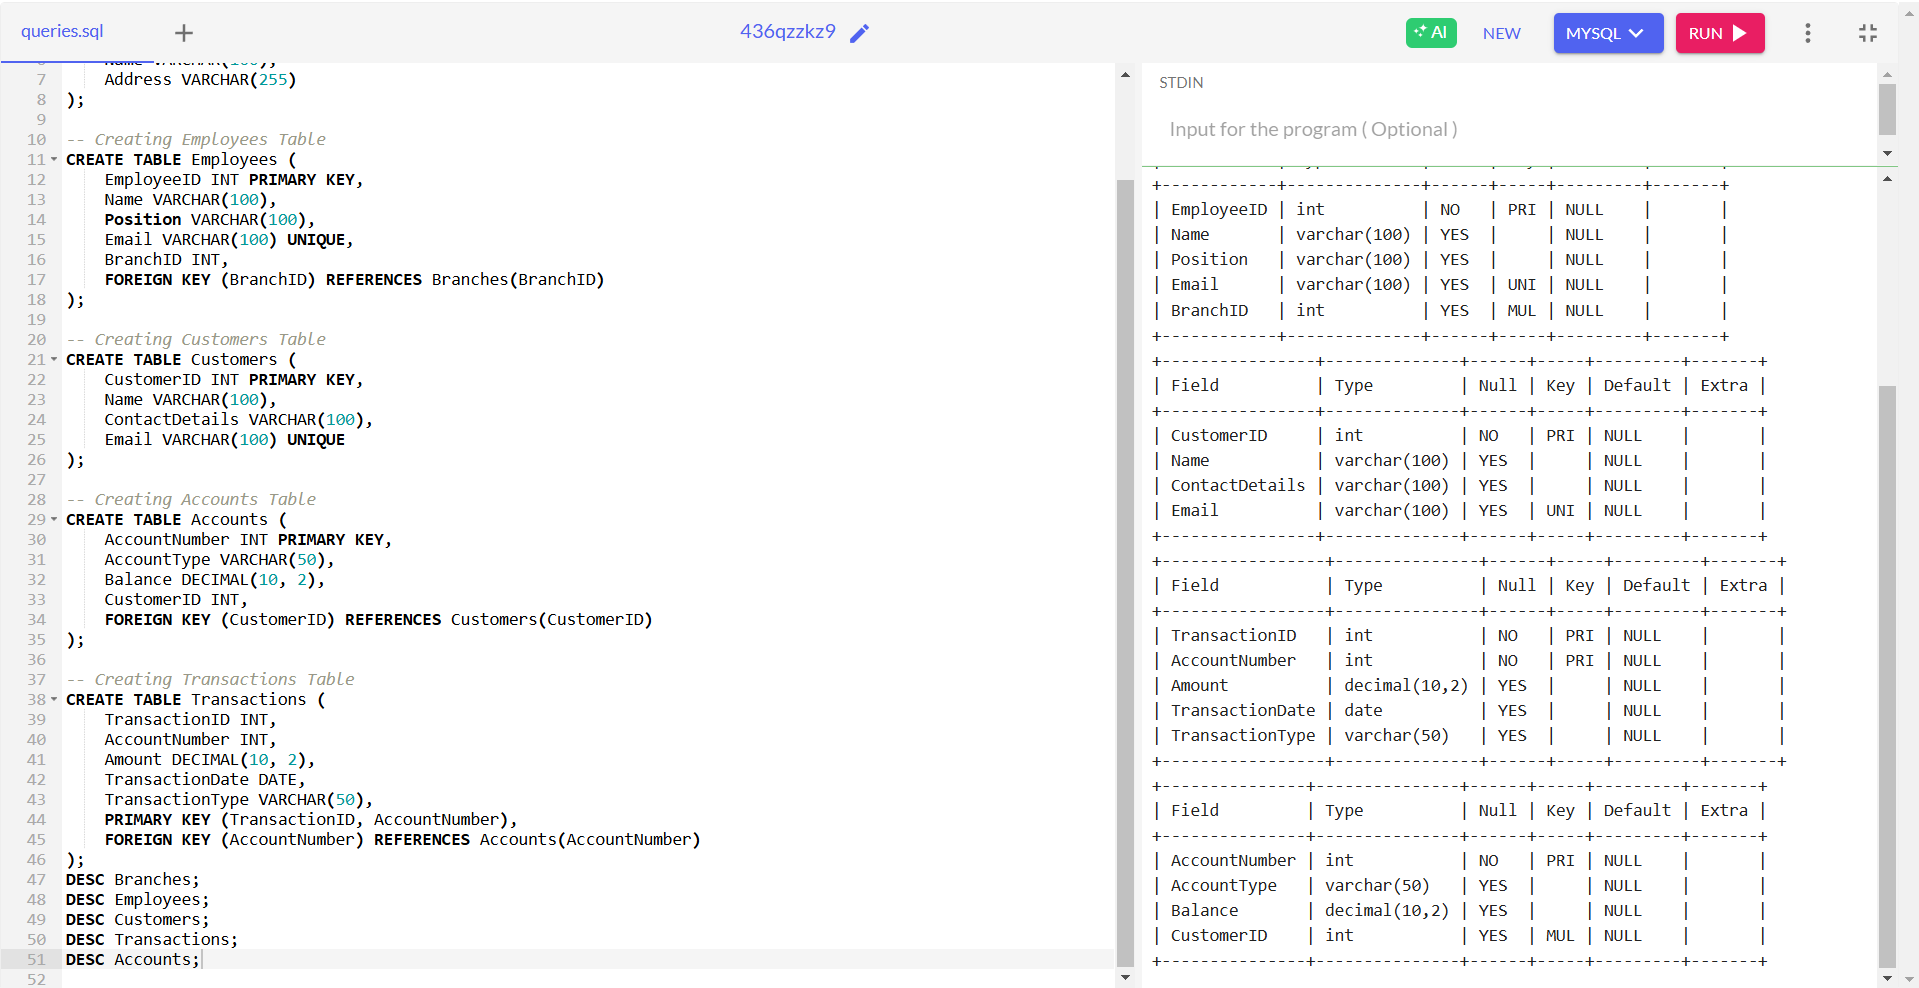 queries.sql
+
436qzzkz9
AI
NEW
MYSQL
RUN
7 Address VARCHAR(255)
8 );
9
10 -- Creating Employees Table
11 CREATE TABLE Employees (
12 EmployeeID INT PRIMARY KEY,
13 Name VARCHAR(100),
14 Position VARCHAR(100),
15 Email VARCHAR(100) UNIQUE,
16 BranchID INT,
17 FOREIGN KEY (BranchID) REFERENCES Branches(BranchID)
18 );
19
20 -- Creating Customers Table
21 CREATE TABLE Customers (
22 CustomerID INT PRIMARY KEY,
23 Name VARCHAR(100),
24 ContactDetails VARCHAR(100),
25 Email VARCHAR(100) UNIQUE
26 );
27
28 -- Creating Accounts Table
29 CREATE TABLE Accounts (
30 AccountNumber INT PRIMARY KEY,
31 AccountType VARCHAR(50),
32 Balance DECIMAL(10, 2),
33 CustomerID INT,
34 FOREIGN KEY (CustomerID) REFERENCES Customers(CustomerID)
35 );
36
37 -- Creating Transactions Table
38 CREATE TABLE Transactions (
39 TransactionID INT,
40 AccountNumber INT,
41 Amount DECIMAL(10, 2),
42 TransactionDate DATE,
43 TransactionType VARCHAR(50),
44 PRIMARY KEY (TransactionID, AccountNumber),
45 FOREIGN KEY (AccountNumber) REFERENCES Accounts(AccountNumber)
46 );
47 DESC Branches;
48 DESC Employees;
49 DESC Customers;
50 DESC Transactions;
51 DESC Accounts;
52
STDIN
Input for the program ( Optional )
+------------+--------------+------+-----+---------+-------+
| EmployeeID | int          | NO   | PRI | NULL    |       |
| Name       | varchar(100) | YES  |     | NULL    |       |
| Position   | varchar(100) | YES  |     | NULL    |       |
| Email      | varchar(100) | YES  | UNI | NULL    |       |
| BranchID   | int          | YES  | MUL | NULL    |       |
+------------+--------------+------+-----+---------+-------+
+----------------+--------------+------+-----+---------+-------+
| Field          | Type         | Null | Key | Default | Extra |
+----------------+--------------+------+-----+---------+-------+
| CustomerID     | int          | NO   | PRI | NULL    |       |
| Name           | varchar(100) | YES  |     | NULL    |       |
| ContactDetails | varchar(100) | YES  |     | NULL    |       |
| Email          | varchar(100) | YES  | UNI | NULL    |       |
+----------------+--------------+------+-----+---------+-------+
+-----------------+---------------+------+-----+---------+-------+
| Field           | Type          | Null | Key | Default | Extra |
+-----------------+---------------+------+-----+---------+-------+
| TransactionID   | int           | NO   | PRI | NULL    |       |
| AccountNumber   | int           | NO   | PRI | NULL    |       |
| Amount          | decimal(10,2) | YES  |     | NULL    |       |
| TransactionDate | date          | YES  |     | NULL    |       |
| TransactionType | varchar(50)   | YES  |     | NULL    |       |
+-----------------+---------------+------+-----+---------+-------+
+---------------+---------------+------+-----+---------+-------+
| Field         | Type          | Null | Key | Default | Extra |
+---------------+---------------+------+-----+---------+-------+
| AccountNumber | int           | NO   | PRI | NULL    |       |
| AccountType   | varchar(50)   | YES  |     | NULL    |       |
| Balance       | decimal(10,2) | YES  |     | NULL    |       |
| CustomerID    | int           | YES  | MUL | NULL    |       |
+---------------+---------------+------+-----+---------+-------+